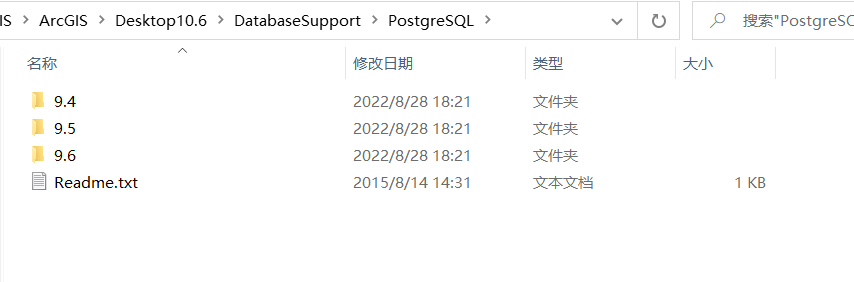 IS > ArcGIS > Desktop10.6 > DatabaseSupport > PostgreSQL > 搜索"PostgreSQ
名称 修改日期 类型 大小
9.4 2022/8/28 18:21 文件夹
9.5 2022/8/28 18:21 文件夹
9.6 2022/8/28 18:21 文件夹
Readme.txt 2015/8/14 14:31 文本文档 1 KB